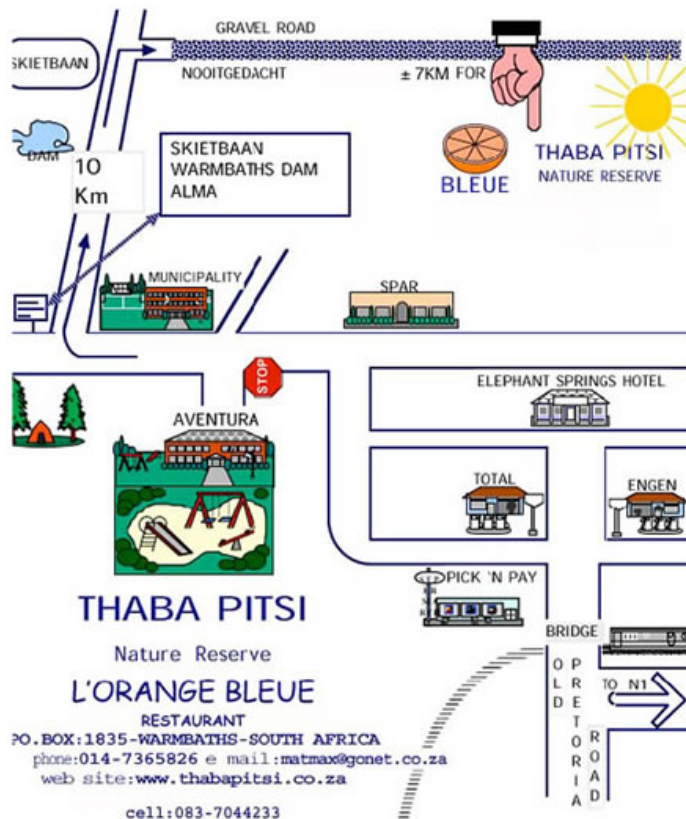 GRAVEL ROAD
SKIETBAAN
NOOITGEDACHT
± 7KM FOR
DAM
10
Km
SKIETBAAN
WARMBATHS DAM
ALMA
BLEUE
THABA PITSI
NATURE RESERVE
MUNICIPALITY
SPAR
STOP
ELEPHANT SPRINGS HOTEL
AVENTURA
TOTAL
ENGEN
PICK 'N PAY
BRIDGE
TO N1
OLD
PRETORIA
ROAD
THABA PITSI
Nature Reserve
L'ORANGE BLEUE
RESTAURANT
PO.BOX:1835-WARMBATHS-SOUTH AFRICA
phone:014-7365826 e mail:matmax@gonet.co.za
web site:www.thabapitsi.co.za
cell:083-7044233